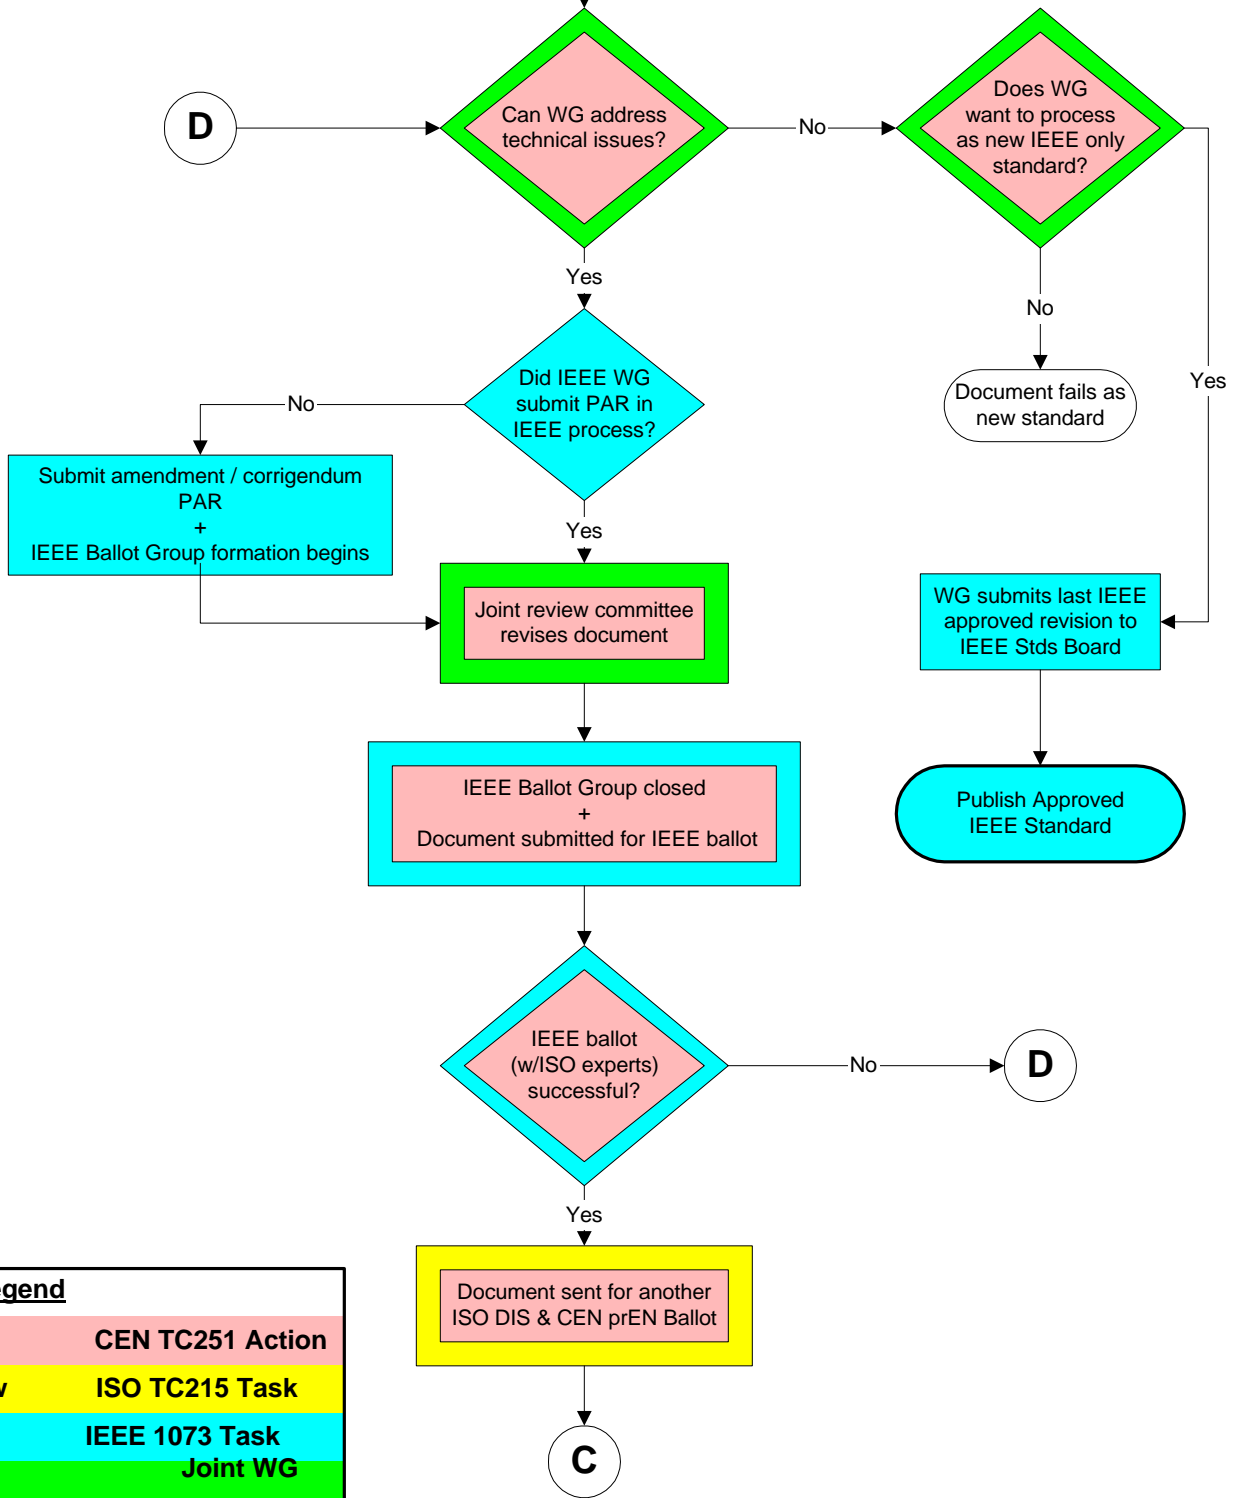 D
Can WG address
technical issues?
No
Does WG
want to process
as new IEEE only
standard?
Yes
No
Yes
Document fails as
new standard
Did IEEE WG
submit PAR in
IEEE process?
No
Submit amendment / corrigendum
PAR
+
IEEE Ballot Group formation begins
Yes
Joint review committee
revises document
WG submits last IEEE
approved revision to
IEEE Stds Board
IEEE Ballot Group closed
+
Document submitted for IEEE ballot
Publish Approved
IEEE Standard
IEEE ballot
(w/ISO experts)
successful?
No
D
Yes
Document sent for another
ISO DIS & CEN prEN Ballot
C
CEN TC251 Action
ISO TC215 Task
IEEE 1073 Task
Joint WG